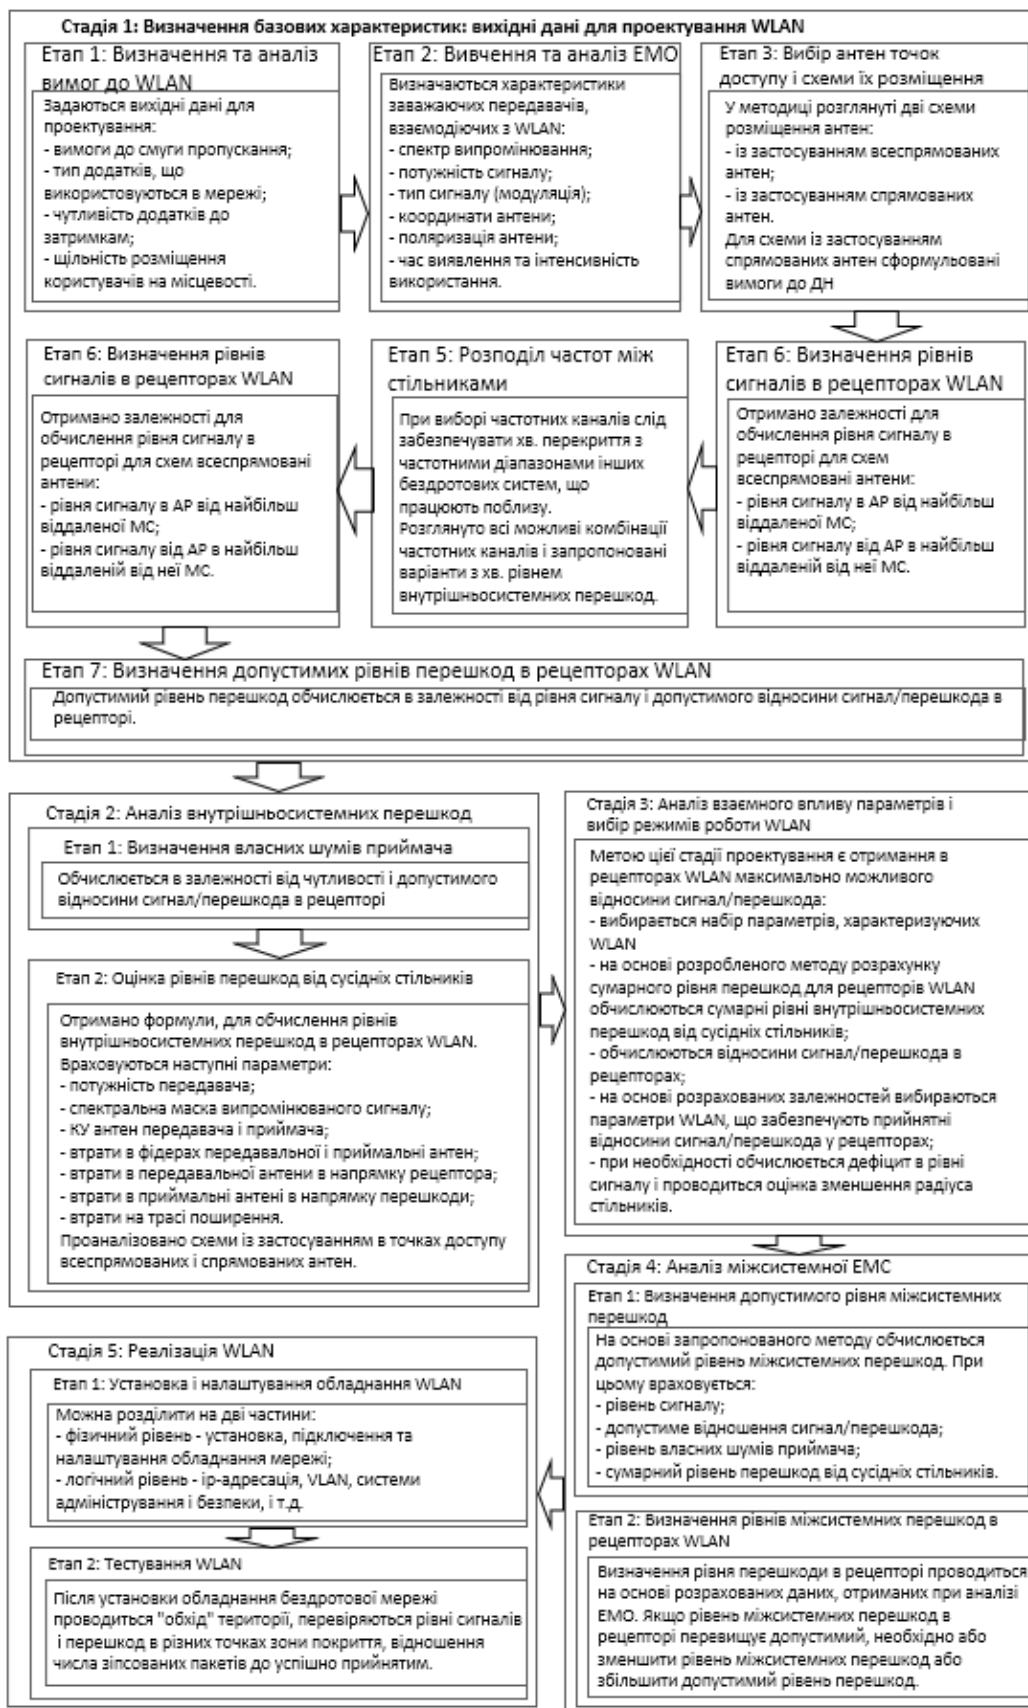 Стадія 1: Визначення базових характеристик: вихідні дані для проектування WLAN
Етап 1: Визначення та аналіз
вимог до WLAN
Задаються вихідні дані для
проектування:
- вимоги до смуги пропускання;
- тип додатків, що
використовуються в мережі;
- чутливість додатків до
затримкам;
- щільність розміщення
користувачів на місцевості.
Етап 2: Вивчення та аналіз ЕМО
Визначаються характеристики
заважаючих передавачів,
взаємодіючих з WLAN:
- спектр випромінювання;
- потужність сигналу;
- тип сигналу (модуляція);
- координати антени;
- поляризація антени;
- час виявлення та інтенсивність
використання.
Етап 3: Вибір антен точок
доступу і схеми їх розміщення
У методиці розглянуті дві схеми
розміщення антен:
- із застосуванням всеспрямованих
антен;
- із застосуванням спрямованих
антен.
Для схеми із застосуванням
спрямованих антен сформульовані
вимоги до ДН
Етап 6: Визначення рівнів
сигналів в рецепторах WLAN
Отримано залежності для
обчислення рівня сигналу в
рецепторі для схем всеспрямовані
антени:
- рівня сигналу в АР від найбільш
віддаленої МС;
- рівня сигналу від АР в найбільш
віддаленій від неї МС.
Етап 5: Розподіл частот між
стільниками
При виборі частотних каналів слід
забезпечувати хв. перекриття з
частотними діапазонами інших
бездротових систем, що
працюють поблизу.
Розглянуто всі можливі комбінації
частотних каналів і запропоновані
варіанти з хв. рівнем
внутрішньосистемних перешкод.
Етап 6: Визначення рівнів
сигналів в рецепторах WLAN
Отримано залежності для
обчислення рівня сигналу в
рецепторі для схем
всеспрямовані антени:
- рівня сигналу в АР від найбільш
віддаленої МС;
- рівня сигналу від АР в найбільш
віддаленій від неї МС.
Етап 7: Визначення допустимих рівнів перешкод в рецепторах WLAN
Допустимий рівень перешкод обчислюється в залежності від рівня сигналу і допустимого відносини сигнал/перешкода в
рецепторі.
Стадія 2: Аналіз внутрішньосистемних перешкод
Етап 1: Визначення власних шумів приймача
Обчислюється в залежності від чутливості і допустимого
відносини сигнал/перешкода в рецепторі
Етап 2: Оцінка рівнів перешкод від сусідніх стільників
Отримано формули, для обчислення рівнів
внутрішньосистемних перешкод в рецепторах WLAN.
Враховуються наступні параметри:
- потужність передавача;
- спектральна маска випромінюваного сигналу;
- КУ антен передавача і приймача;
- втрати в фідерах передавальної і приймальні антен;
- втрати в передавальної антени в напрямку рецептора;
- втрати в приймальні антені в напрямку перешкоди;
- втрати на трасі поширення.
Проаналізовано схеми із застосуванням в точках доступу
всеспрямованих і спрямованих антен.
Стадія 3: Аналіз взаємного впливу параметрів і
вибір режимів роботи WLAN
Метою цієї стадії проектування є отримання в
рецепторах WLAN максимально можливого
відносини сигнал/перешкода:
- вибирається набір параметрів, характеризуючих
WLAN
- на основі розробленого методу розрахунку
сумарного рівня перешкод для рецепторів WLAN
обчислюються сумарні рівні внутрішньосистемних
перешкод від сусідніх стільників;
- обчислюються відносини сигнал/перешкода в
рецепторах;
- на основі розрахованих залежностей вибираються
параметри WLAN, що забезпечують прийнятні
відносини сигнал/перешкода у рецепторах;
- при необхідності обчислюється дефіцит в рівні
сигналу і проводиться оцінка зменшення радіуса
стільників.
Стадія 4: Аналіз міжсистемної ЕМС
Етап 1: Визначення допустимого рівня міжсистемних
перешкод
На основі запропонованого методу обчислюється
допустимий рівень міжсистемних перешкод. При
цьому враховується:
- рівень сигналу;
- допустиме відношення сигнал/перешкода;
- рівень власних шумів приймача;
- сумарний рівень перешкод від сусідніх стільників.
Етап 2: Визначення рівнів міжсистемних перешкод в
рецепторах WLAN
Визначення рівня перешкоди в рецепторі проводиться
на основі розрахованих даних, отриманих при аналізі
ЕМО. Якщо рівень міжсистемних перешкод в
рецепторі перевищує допустимий, необхідно або
зменшити рівень міжсистемних перешкод або
збільшити допустимий рівень перешкод.
Стадія 5: Реалізація WLAN
Етап 1: Установка і налаштування обладнання WLAN
Можна розділити на дві частини:
- фізичний рівень - установка, підключення та
налаштування обладнання мережі;
- логічний рівень - ip-адресація, VLAN, системи
адміністрування і безпеки, і т.д.
Етап 2: Тестування WLAN
Після установки обладнання бездротової мережі
проводиться "обхід" території, перевіряються рівні сигналів
і перешкод в різних точках зони покриття, відношення
числа зіпсованих пакетів до успішно прийнятим.